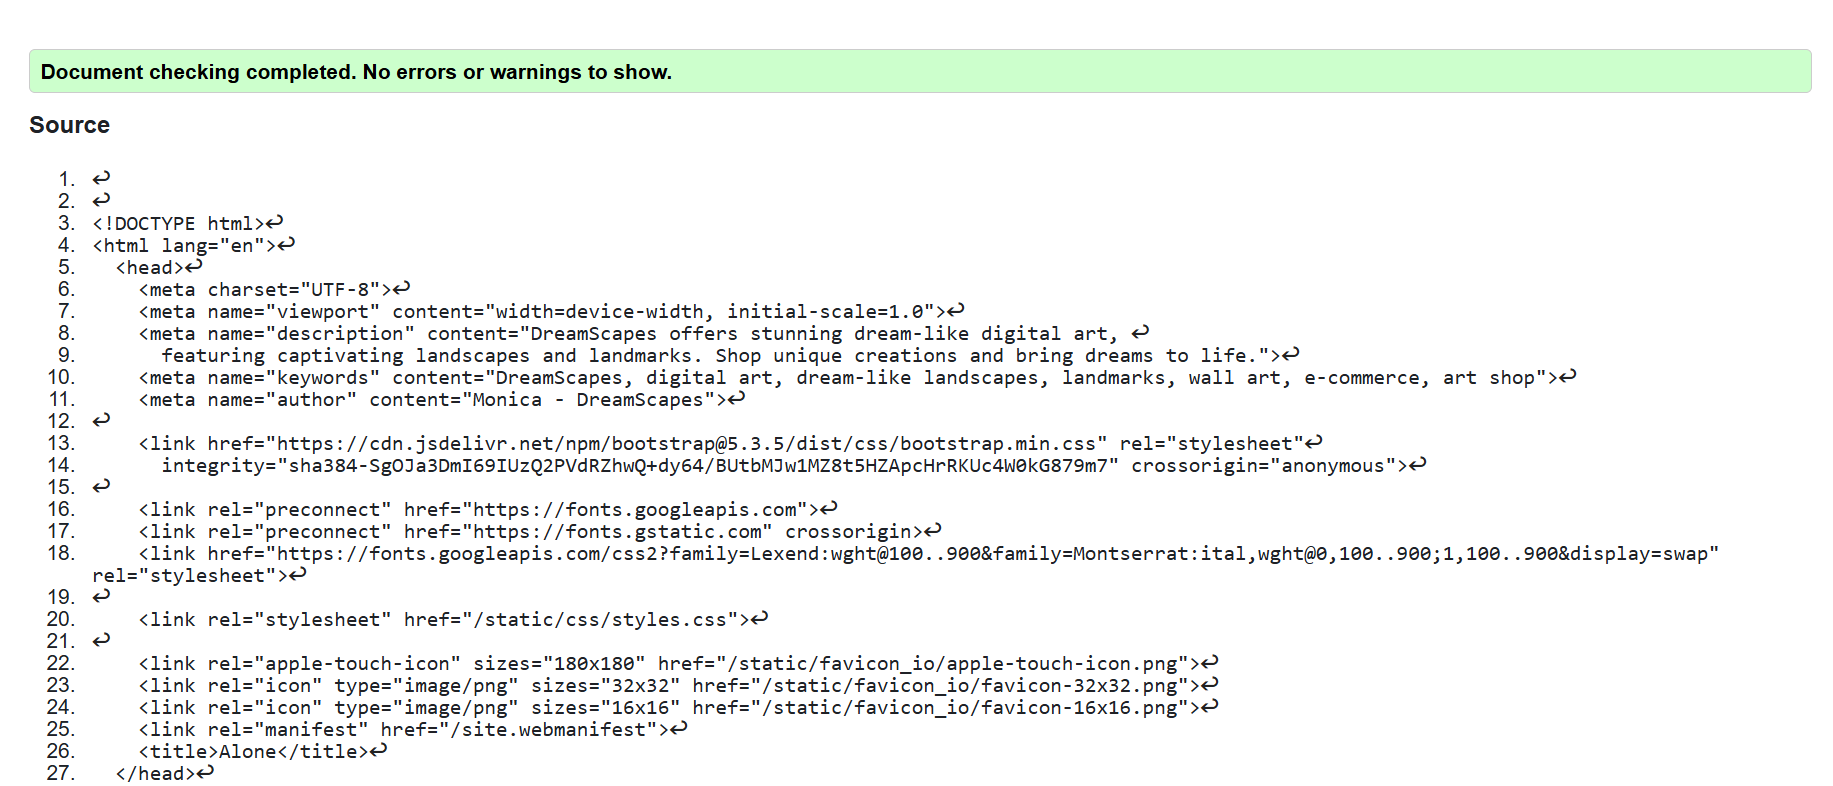 Document checking completed. No errors or warnings to show.
Source
1. ↩
2. ↩
3. <!DOCTYPE html>↩
4. <html lang="en">↩
5. <head>↩
6. <meta charset="UTF-8">↩
7. <meta name="viewport" content="width=device-width, initial-scale=1.0">↩
8. <meta name="description" content="DreamScapes offers stunning dream-like digital art, ↩
9. featuring captivating landscapes and landmarks. Shop unique creations and bring dreams to life.">↩
10. <meta name="keywords" content="DreamScapes, digital art, dream-like landscapes, landmarks, wall art, e-commerce, art shop">↩
11. <meta name="author" content="Monica - DreamScapes">↩
12. ↩
13. <link href="https://cdn.jsdelivr.net/npm/bootstrap@5.3.5/dist/css/bootstrap.min.css" rel="stylesheet"↩
14. integrity="sha384-SgOJa3DmI69IUzQ2PVdRZhwQ+dy64/BUtbMJw1MZ8t5HZApcHrRKUc4W0kG879m7" crossorigin="anonymous">↩
15. ↩
16. <link rel="preconnect" href="https://fonts.googleapis.com">↩
17. <link rel="preconnect" href="https://fonts.gstatic.com" crossorigin>↩
18. <link href="https://fonts.googleapis.com/css2?family=Lexend:wght@100..900&family=Montserrat:ital,wght@0,100..900;1,100..900&display=swap"
rel="stylesheet">↩
19. ↩
20. <link rel="stylesheet" href="/static/css/styles.css">↩
21. ↩
22. <link rel="apple-touch-icon" sizes="180x180" href="/static/favicon_io/apple-touch-icon.png">↩
23. <link rel="icon" type="image/png" sizes="32x32" href="/static/favicon_io/favicon-32x32.png">↩
24. <link rel="icon" type="image/png" sizes="16x16" href="/static/favicon_io/favicon-16x16.png">↩
25. <link rel="manifest" href="/site.webmanifest">↩
26. <title>Alone</title>↩
27. </head>↩